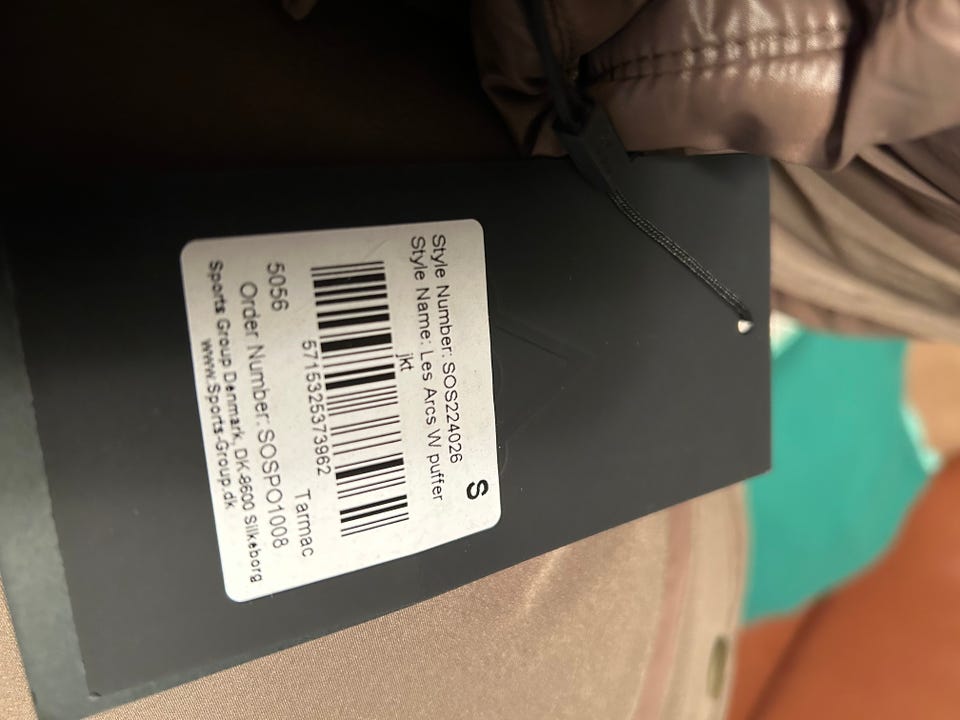 Style Number: SOS224026
Style Name: Les Arcs W puffer
jkt
S
5715325373962
5056 Tarmac
Order Number:SOSPO1008
Sports Group Denmark, DK-8600 Silkeborg
www.Sports-Group.dk